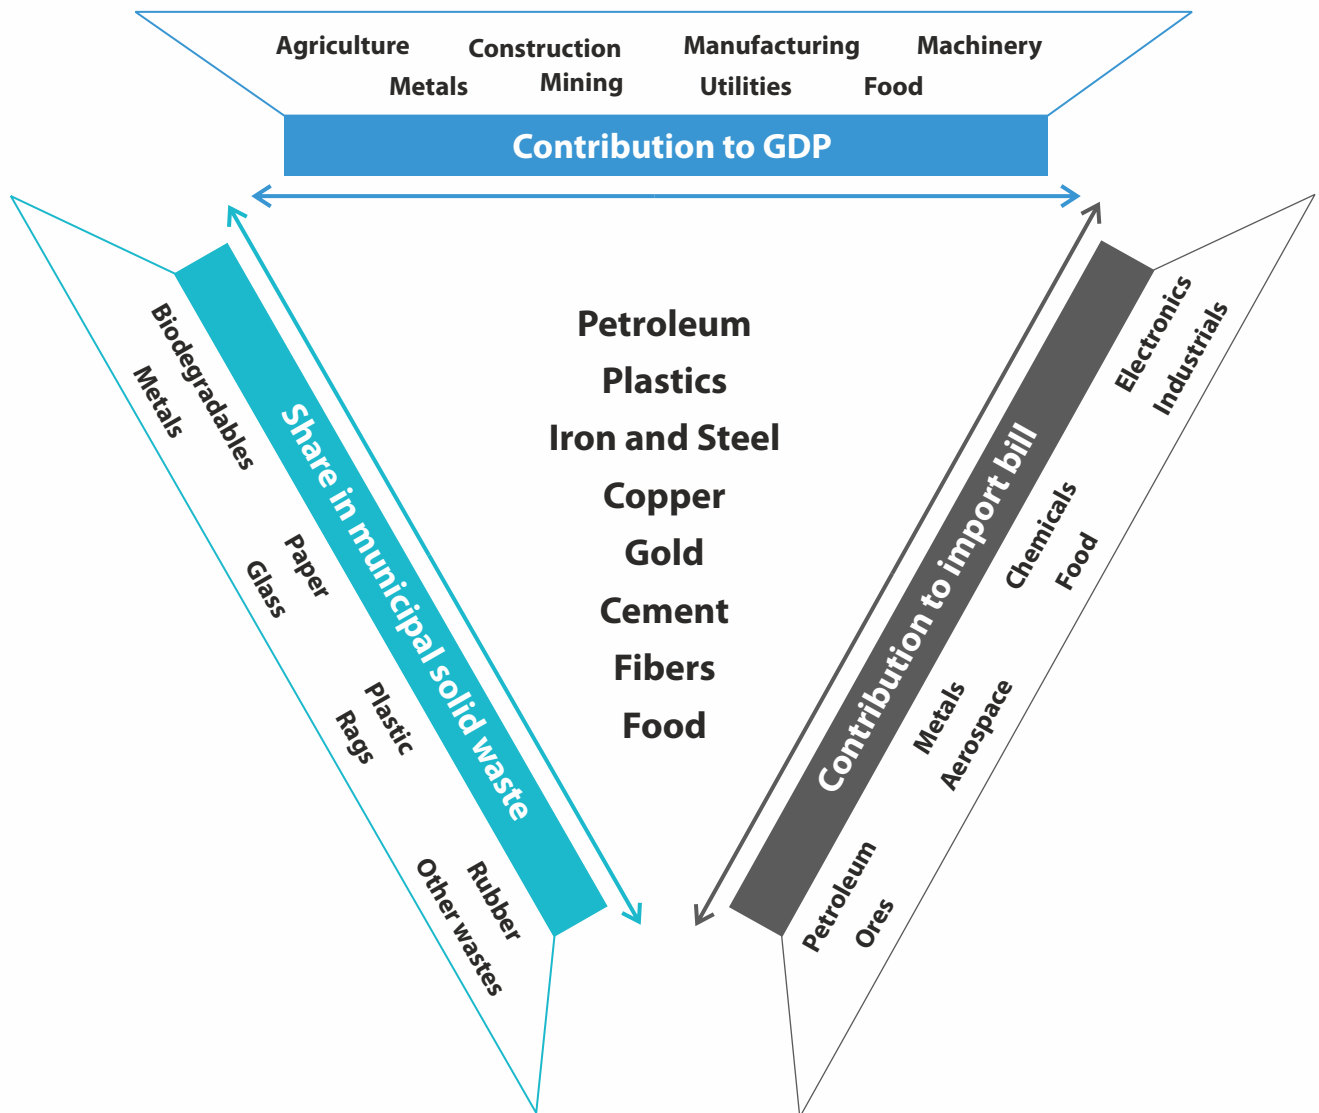 Agriculture Construction Manufacturing Machinery
Metals Mining Utilities Food
Contribution to GDP
Share in municipal solid waste
Biodegradables
Metals
Paper
Glass
Plastic
Rags
Rubber
Other wastes
Petroleum
Plastics
Iron and Steel
Copper
Gold
Cement
Fibers
Food
Contribution to import bill
Electronics
Industrials
Chemicals
Food
Metals
Aerospace
Petroleum
Ores